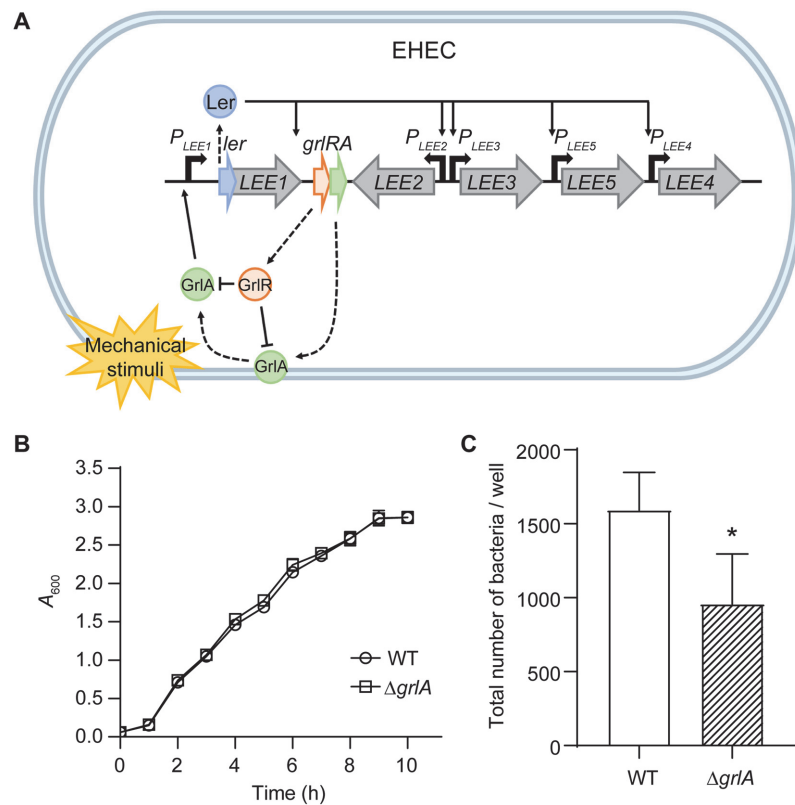 A
EHEC
Ler
P_LEE1 ler grlRA P_LEE2 P_LEE3 P_LEE5 P_LEE4
LEE1 LEE2 LEE3 LEE5 LEE4
GrlA GrlR
Mechanical
stimuli
GrlA
B
3.5
3.0
2.5
2.0
1.5
1.0
0.5
0.0
A600
0 2 4 6 8 10
Time (h)
WT
ΔgrlA
C
2000
1500
1000
500
0
Total number of bacteria / well
*
WT ΔgrlA